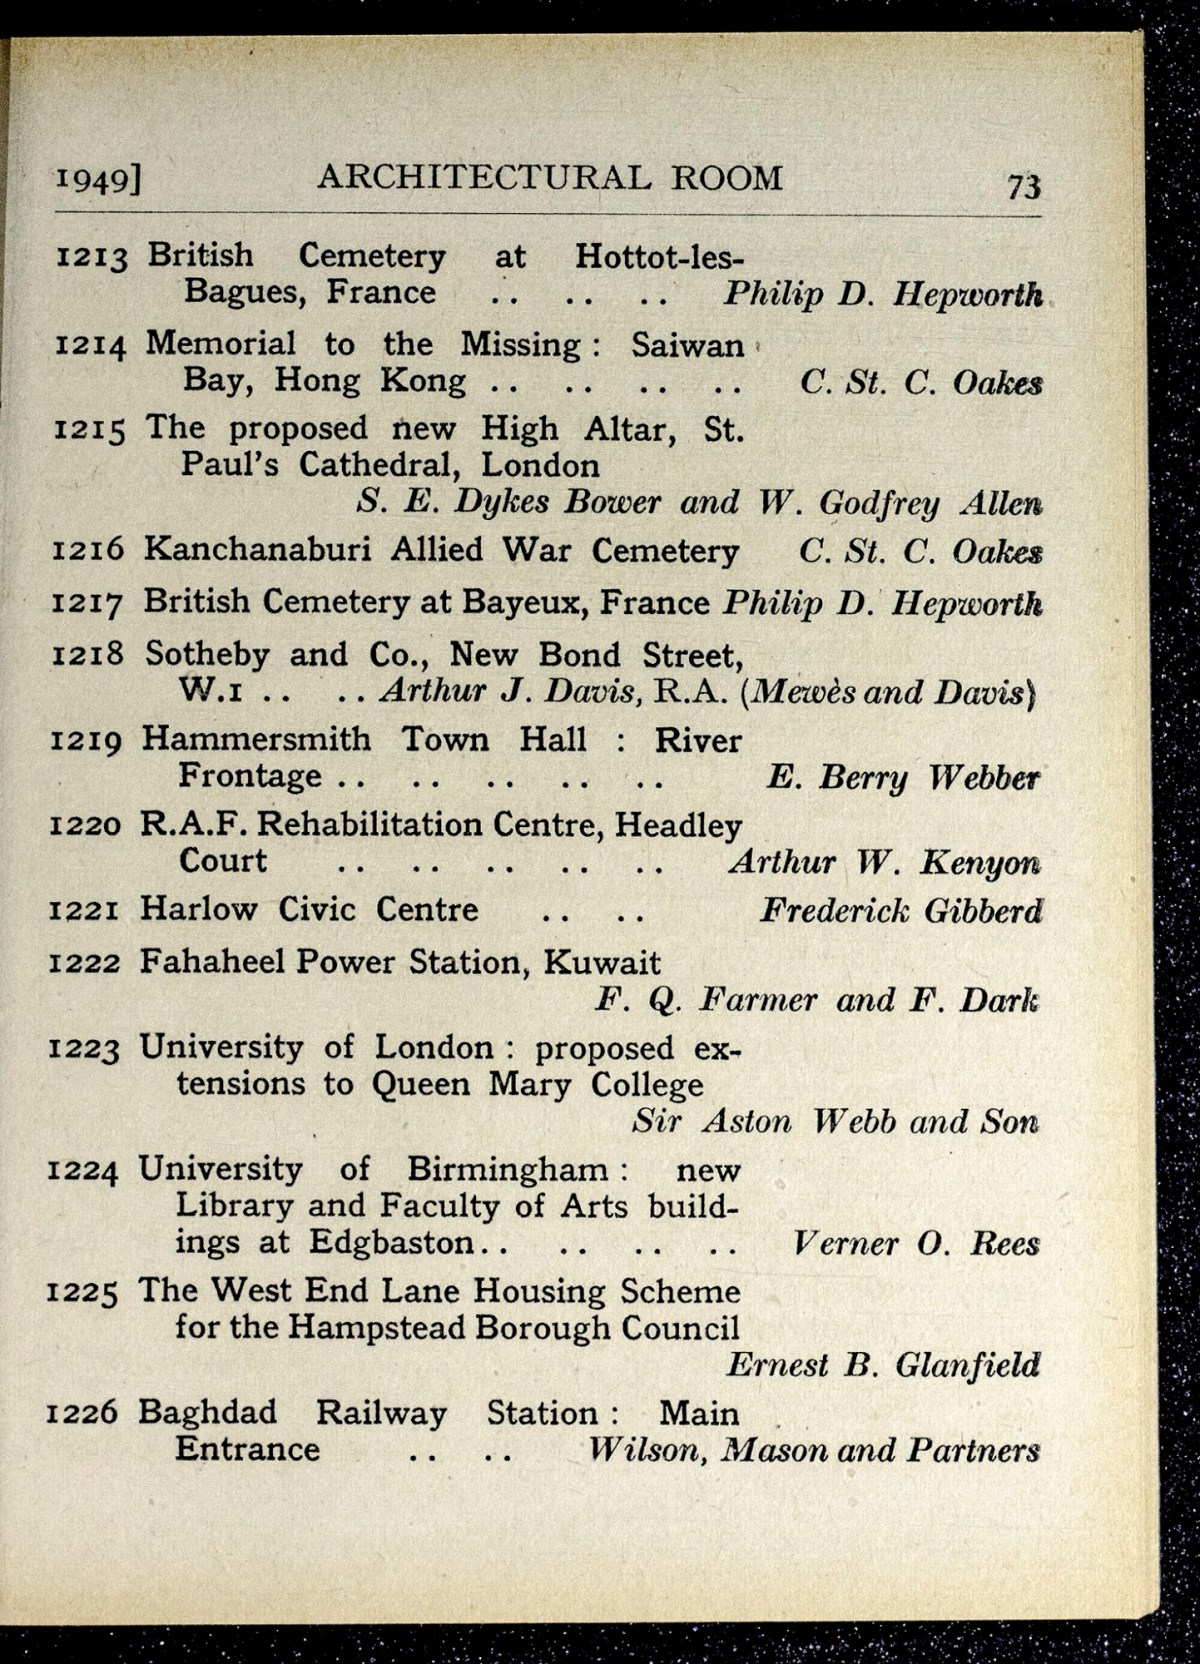 1949] ARCHITECTURAL ROOM 73
1213 British Cemetery at Hottot-les-
Bagues, France .. .. .. Philip D. Hepworth
1214 Memorial to the Missing : Saiwan
Bay, Hong Kong .. .. .. .. C. St. C. Oakes
1215 The proposed new High Altar, St.
Paul's Cathedral, London
S. E. Dykes Bower and W. Godfrey Allen
1216 Kanchanaburi Allied War Cemetery C. St. C. Oakes
1217 British Cemetery at Bayeux, France Philip D. Hepworth
1218 Sotheby and Co., New Bond Street,
W.1 .. .. Arthur J. Davis, R.A. (Mewès and Davis)
1219 Hammersmith Town Hall : River
Frontage .. .. .. .. .. E. Berry Webber
1220 R.A.F. Rehabilitation Centre, Headley
Court .. .. .. .. .. Arthur W. Kenyon
1221 Harlow Civic Centre .. .. Frederick Gibberd
1222 Fahaheel Power Station, Kuwait
F. Q. Farmer and F. Dark
1223 University of London : proposed ex-
tensions to Queen Mary College
Sir Aston Webb and Son
1224 University of Birmingham : new
Library and Faculty of Arts build-
ings at Edgbaston .. .. .. .. Verner O. Rees
1225 The West End Lane Housing Scheme
for the Hampstead Borough Council
Ernest B. Glanfield
1226 Baghdad Railway Station : Main
Entrance .. .. Wilson, Mason and Partners